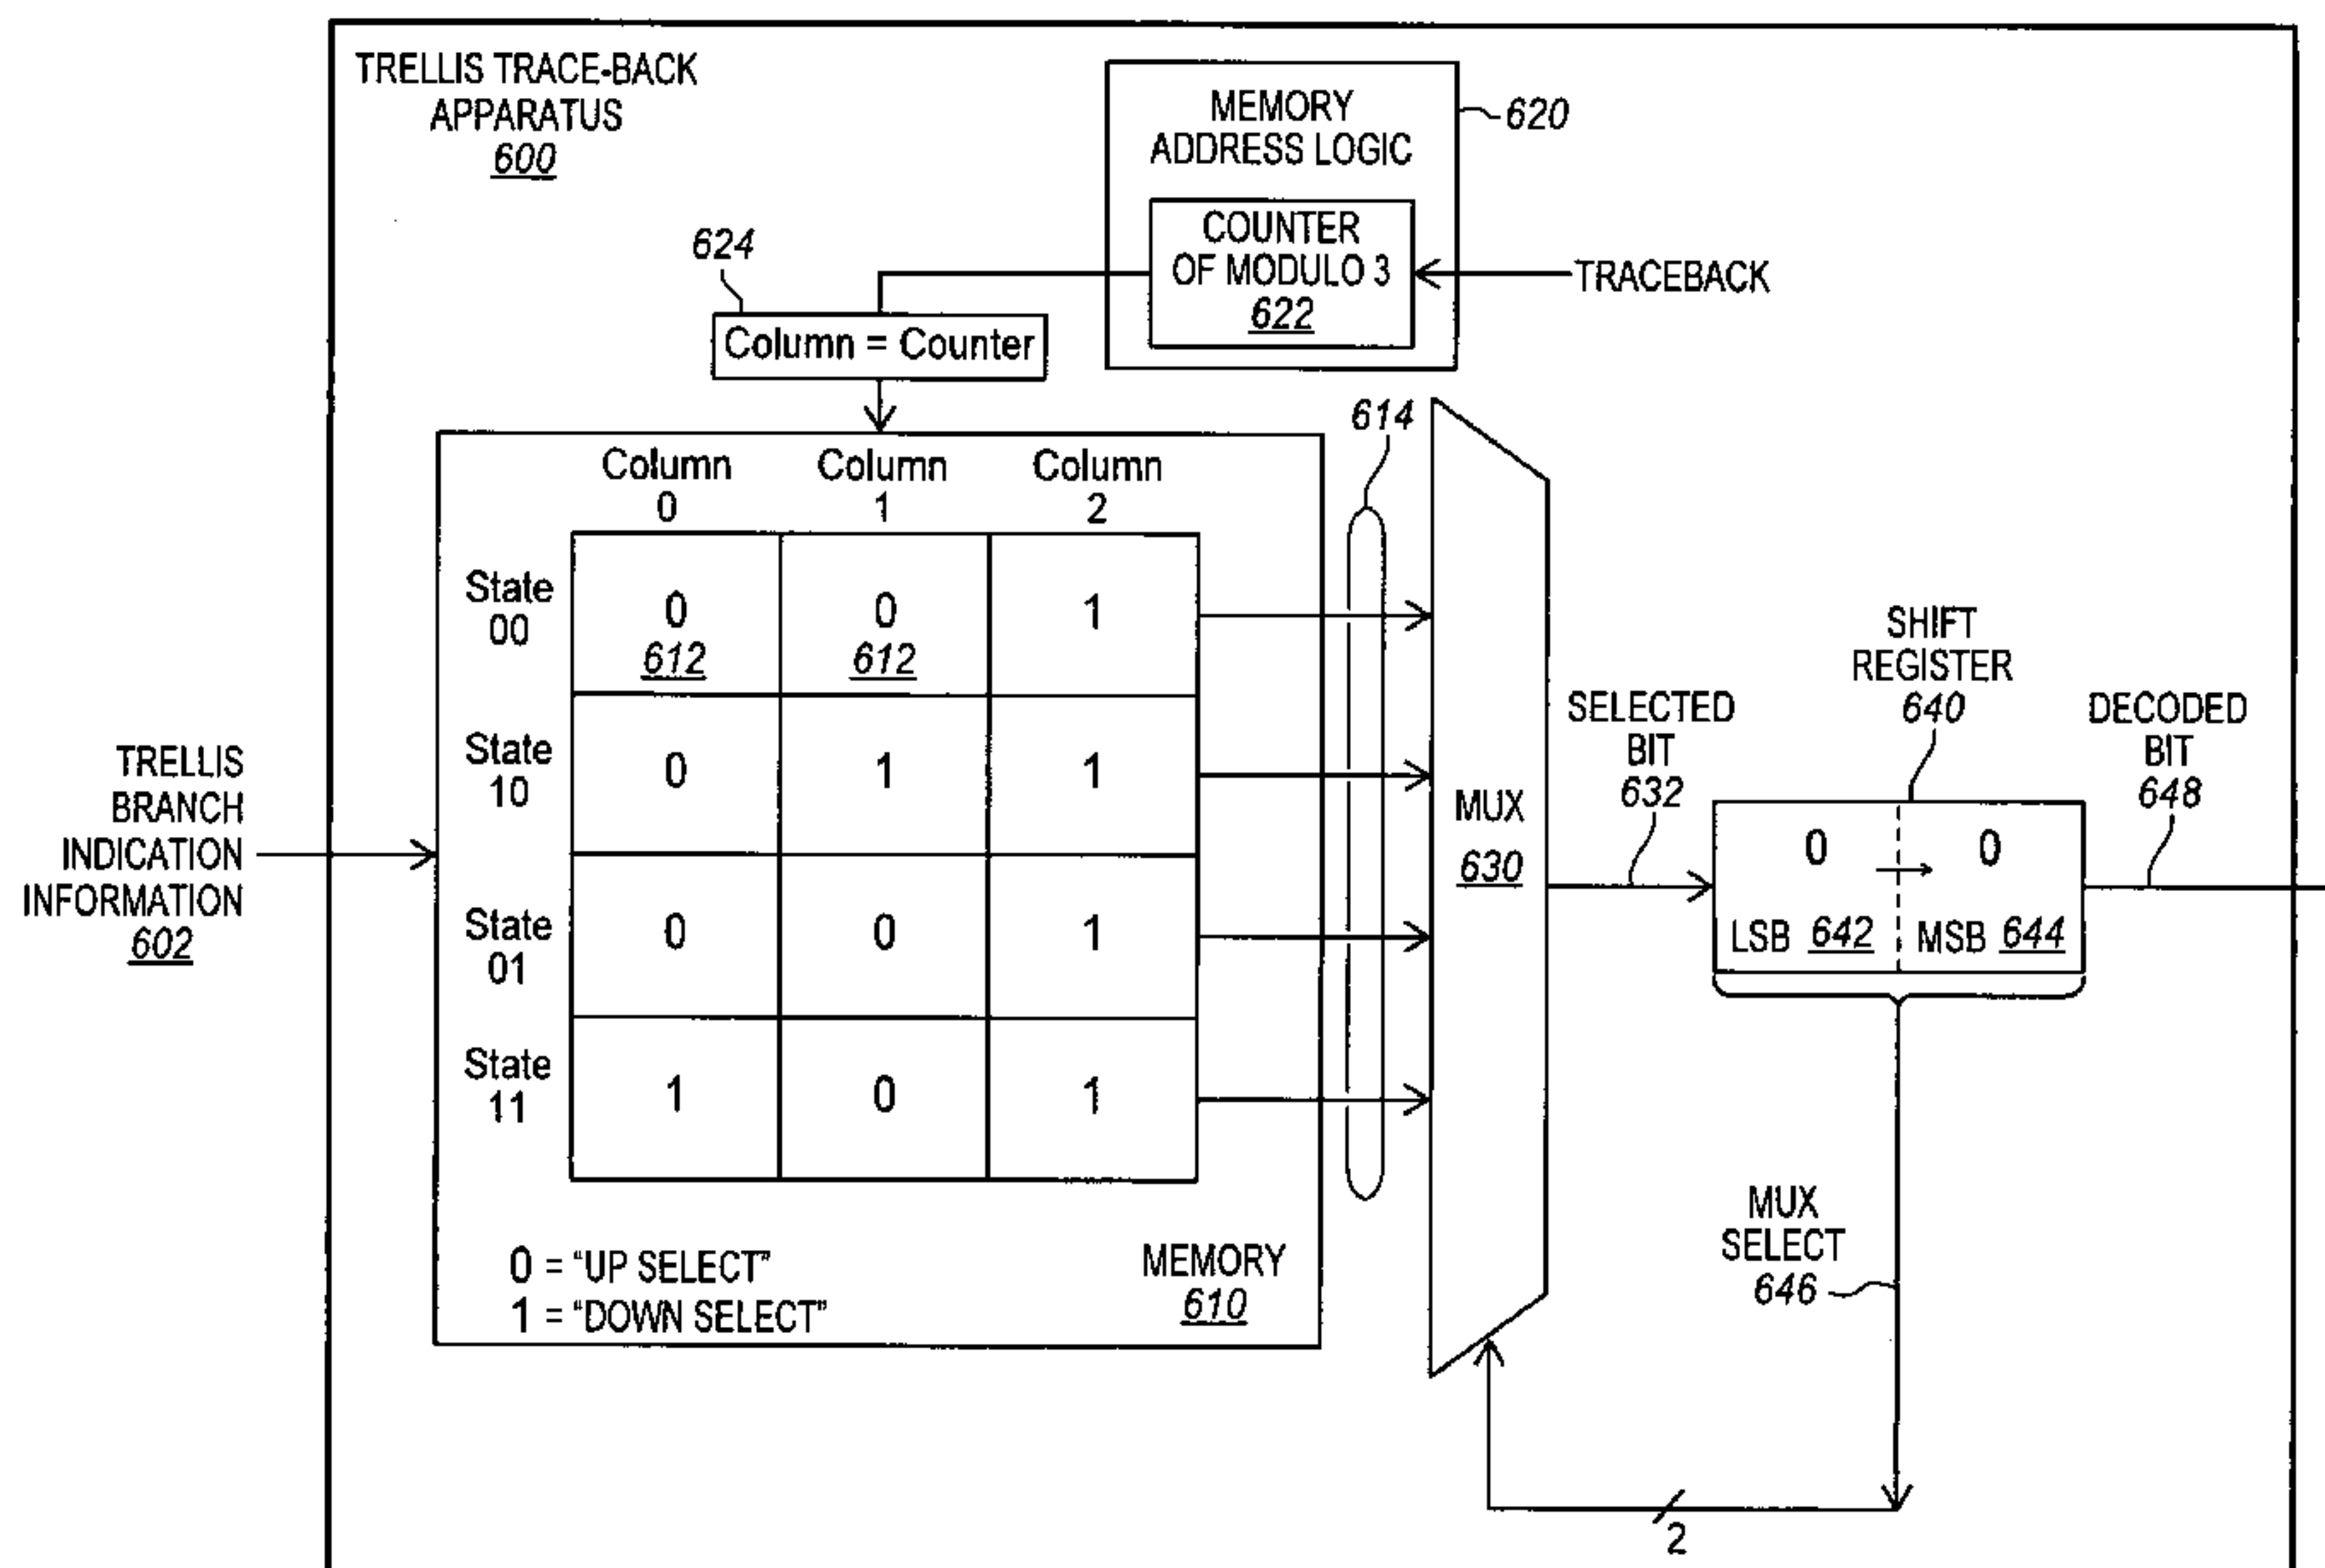 TRELLIS TRACE-BACK
APPARATUS
600
MEMORY
ADDRESS LOGIC
620
COUNTER
OF MODULO 3
622
TRACEBACK
624
Column = Counter
614
Column
0
Column
1
Column
2
State
00
0
612
0
612
1
State
10
0
1
1
State
01
0
0
1
State
11
1
0
1
0 = "UP SELECT"
1 = "DOWN SELECT"
MEMORY
610
TRELLIS
BRANCH
INDICATION
INFORMATION
602
MUX
630
SELECTED
BIT
632
SHIFT
REGISTER
640
DECODED
BIT
648
0
0
LSB 642
MSB 644
MUX
SELECT
646
2